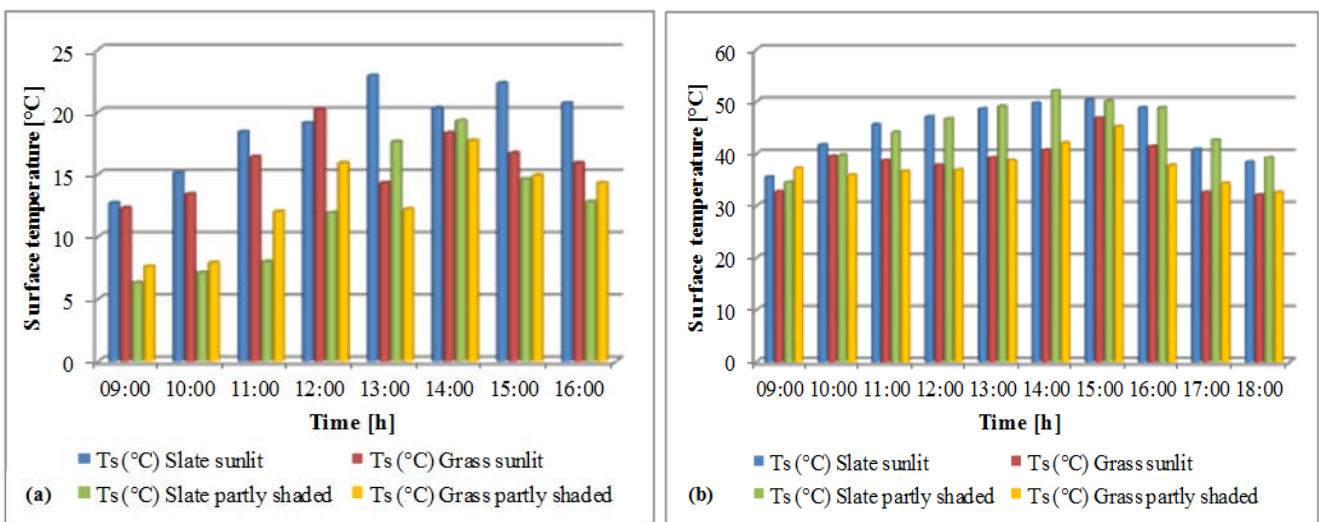 25
20
15
10
5
0
Surface temperature [°C]
09:00 10:00 11:00 12:00 13:00 14:00 15:00 16:00
Time [h]
Ts (°C) Slate sunlit
Ts (°C) Grass sunlit
Ts (°C) Slate partly shaded
Ts (°C) Grass partly shaded
(a)
60
50
40
30
20
10
0
Surface temperature [°C]
09:00 10:00 11:00 12:00 13:00 14:00 15:00 16:00 17:00 18:00
Time [h]
Ts (°C) Slate sunlit
Ts (°C) Grass sunlit
Ts (°C) Slate partly shaded
Ts (°C) Grass partly shaded
(b)